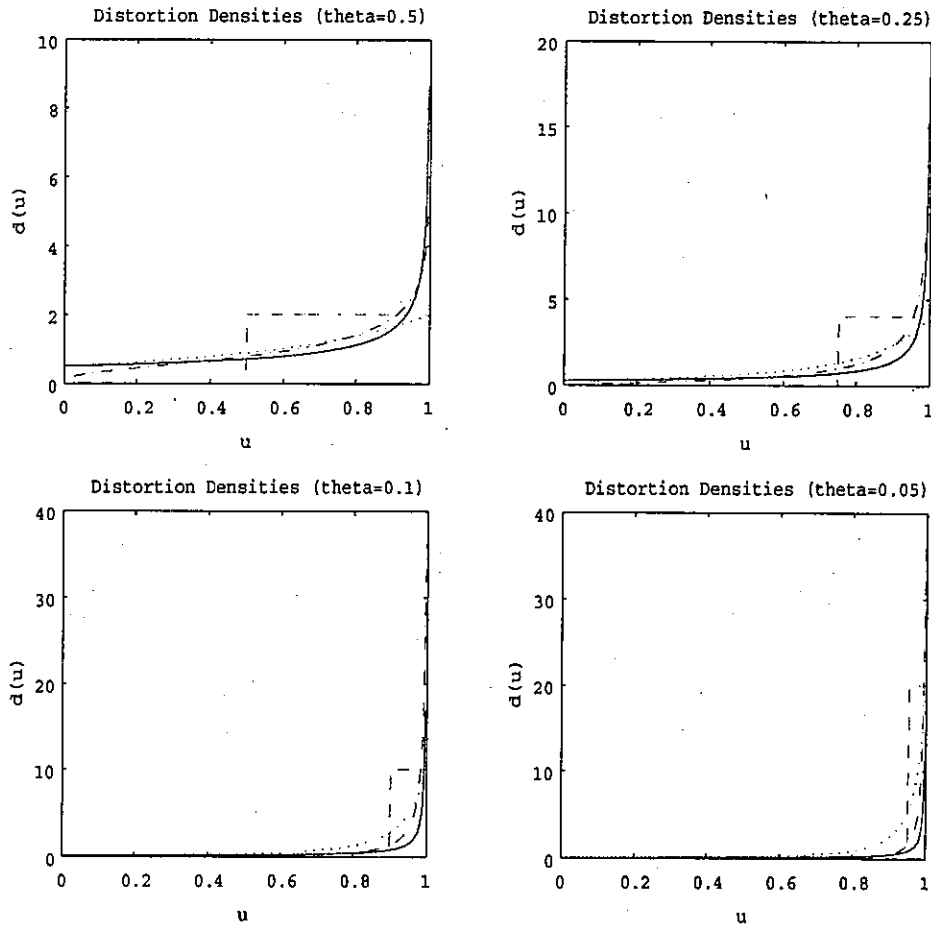 Distortion Densities (theta=0.5)
10
8
6
4
2
0
d(u)
0 0.2 0.4 0.6 0.8 1
u
Distortion Densities (theta=0.25)
20
15
10
5
0
d(u)
0 0.2 0.4 0.6 0.8 1
u
Distortion Densities (theta=0.1)
40
30
20
10
0
d(u)
0 0.2 0.4 0.6 0.8 1
u
Distortion Densities (theta=0.05)
40
30
20
10
0
d(u)
0 0.2 0.4 0.6 0.8 1
u